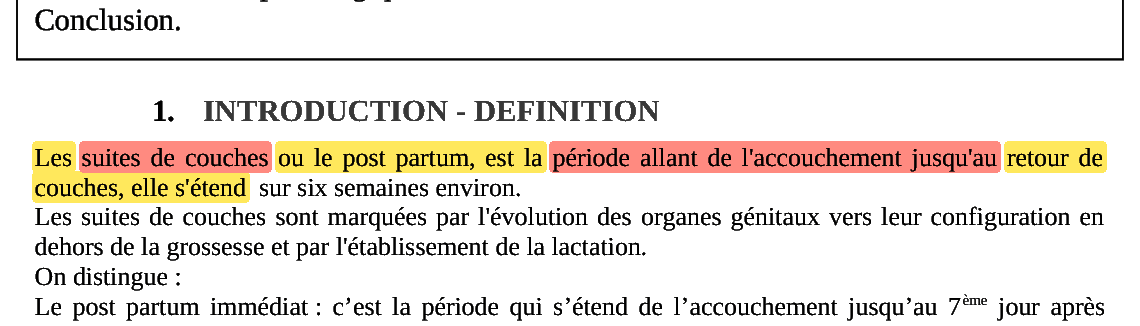 Conclusion.
1. INTRODUCTION - DEFINITION
Les suites de couches ou le post partum, est la période allant de l'accouchement jusqu'au retour de
couches, elle s'étend sur six semaines environ.
Les suites de couches sont marquées par l'évolution des organes génitaux vers leur configuration en
dehors de la grossesse et par l'établissement de la lactation.
On distingue :
Le post partum immédiat : c’est la période qui s’étend de l’accouchement jusqu’au 7ème jour après